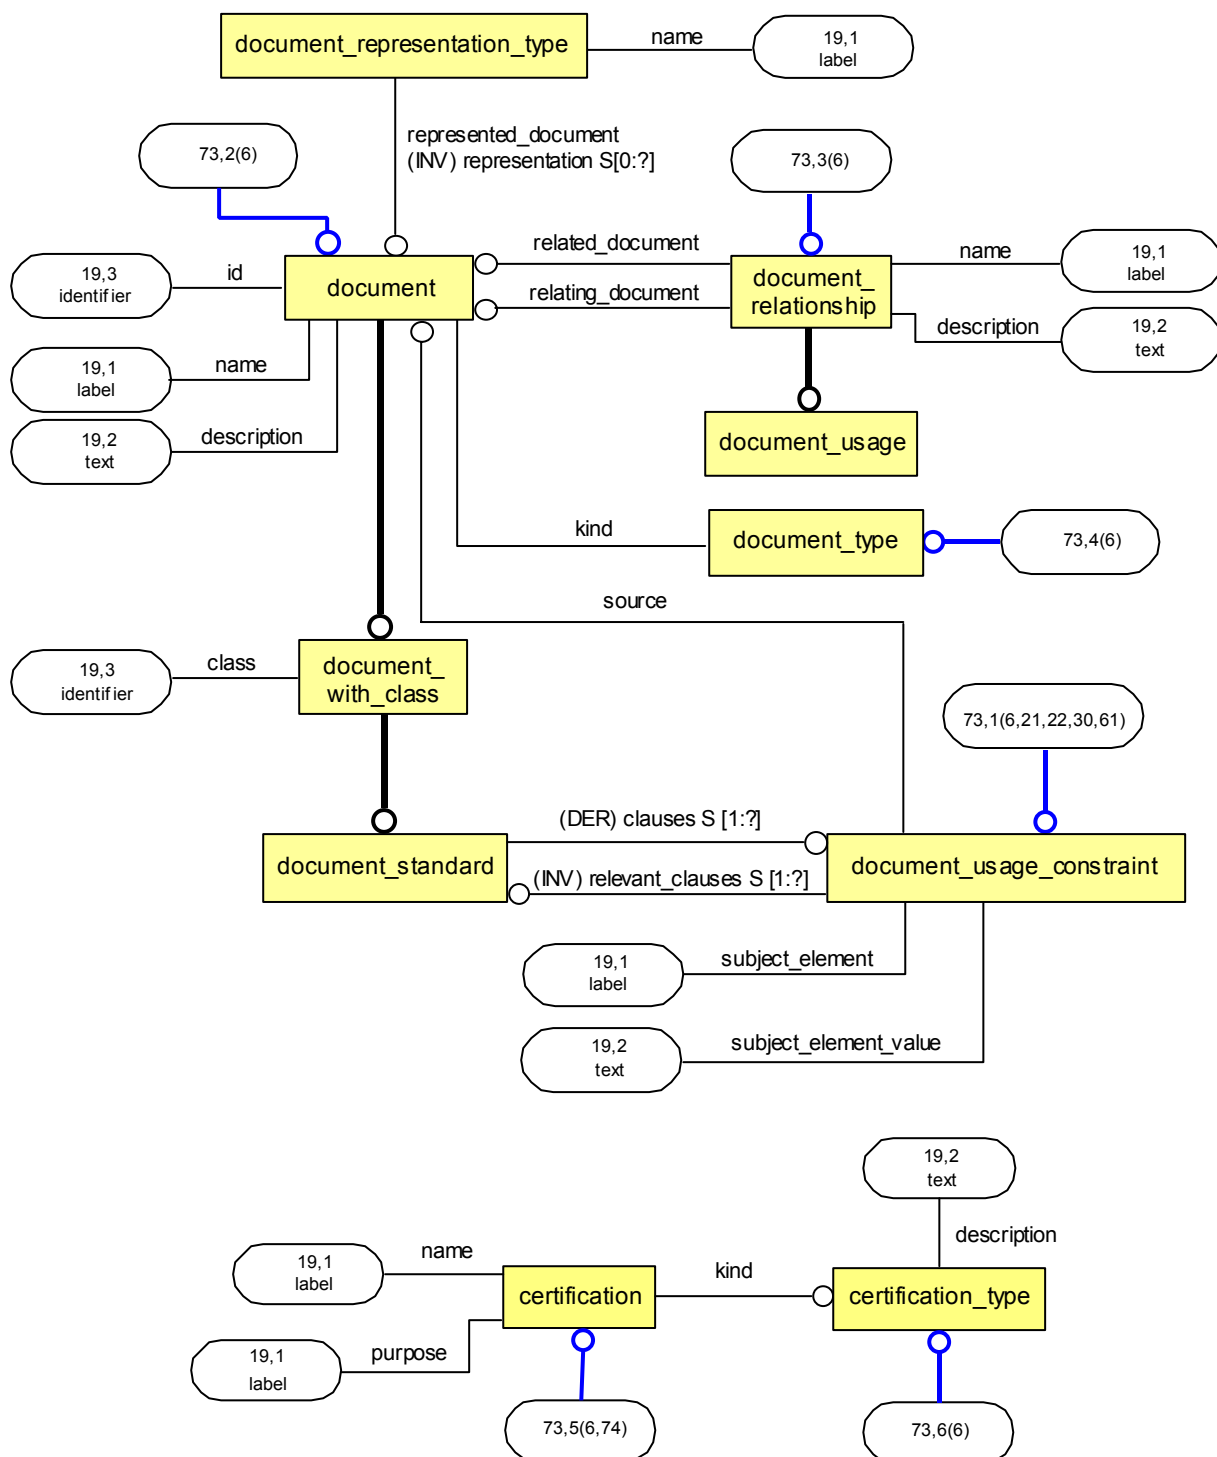 document_representation_type
name
19,1
label
represented_document
(INV) representation S[0:?]
73,2(6)
73,3(6)
related_document
relating_document
19,3
identifier
id
document
document_
relationship
name
19,1
label
description
19,2
text
19,1
label
name
19,2
text
description
document_usage
kind
document_type
73,4(6)
source
19,3
identifier
class
document_
with_class
73,1(6,21,22,30,61)
(DER) clauses S [1:?]
document_standard
(INV) relevant_clauses S [1:?]
document_usage_constraint
19,1
label
subject_element
19,2
text
subject_element_value
19,2
text
description
19,1
label
name
certification
kind
certification_type
19,1
label
purpose
73,5(6,74)
73,6(6)